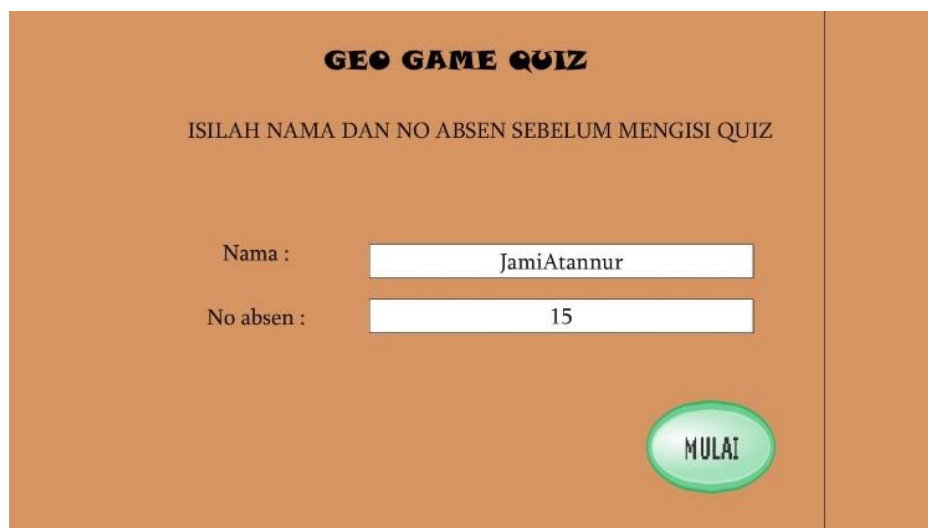 GEO GAME QUIZ
ISILAH NAMA DAN NO ABSEN SEBELUM MENGISI QUIZ
Nama : JamiAtannur
No absen : 15
MULAI